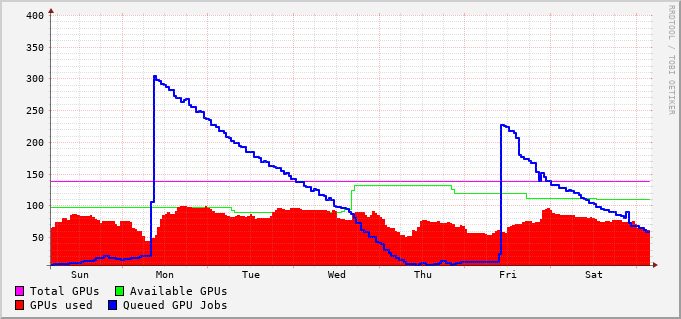 400
350
300
250
200
150
100
50
Sun Mon Tue Wed Thu Fri Sat
Total GPUs Available GPUs
GPUs used Queued GPU Jobs
RRDTOOL / TOBI OETIKER